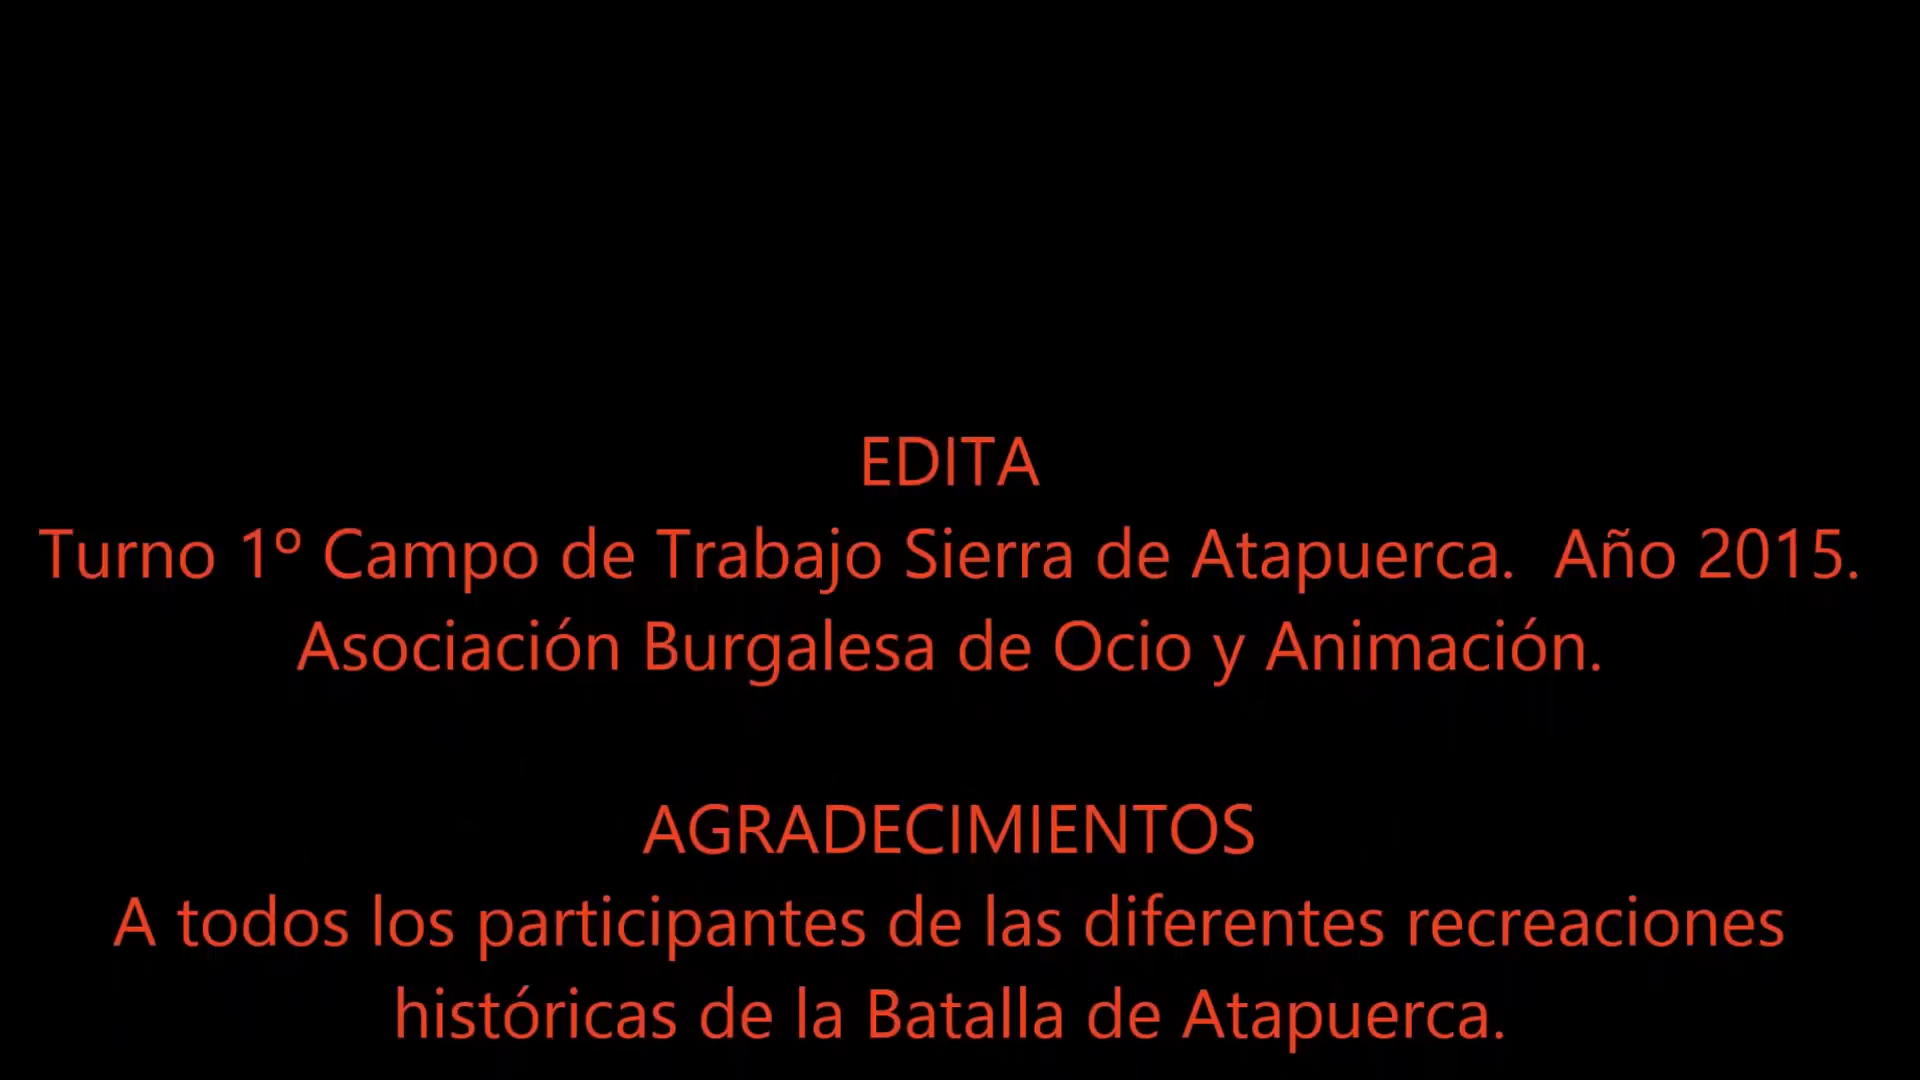 EDITA
Turno 1º Campo de Trabajo Sierra de Atapuerca.  Año 2015.
Asociación Burgalesa de Ocio y Animación.
AGRADECIMIENTOS
A todos los participantes de las diferentes recreaciones
históricas de la Batalla de Atapuerca.